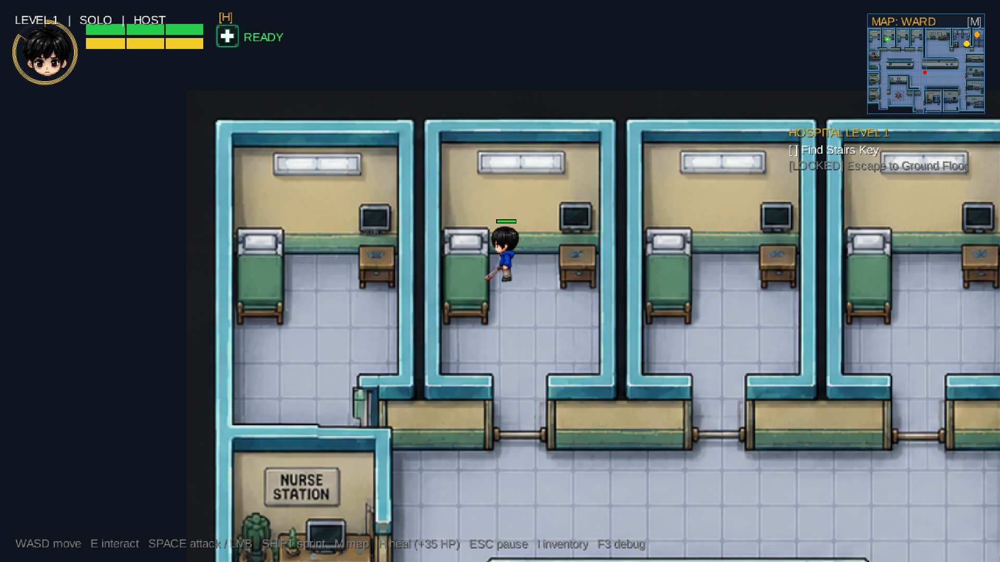 LEVEL 1 | SOLO | HOST
[H]
READY
MAP: WARD [M]
HOSPITAL LEVEL 1
[ ] Find Stairs Key
[LOCKED] Escape to Ground Floor
NURSE
STATION
WASD move E interact SPACE attack / LMB SHIFT sprint M map H heal (+35 HP) ESC pause I inventory F3 debug